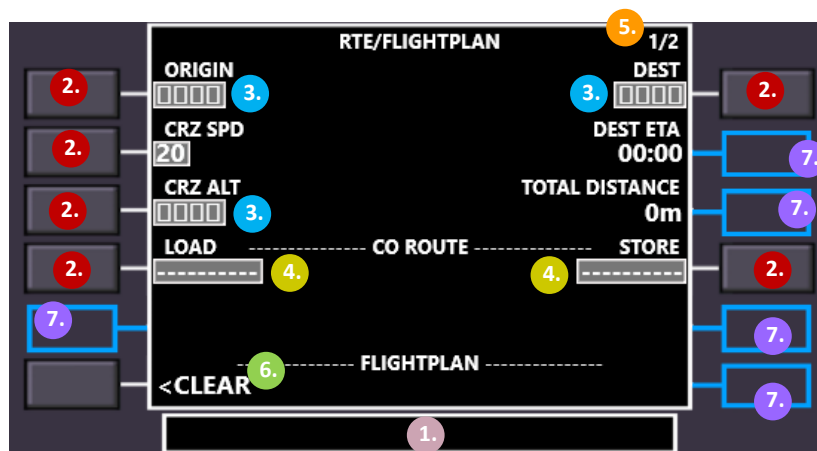 5.
RTE/FLIGHTPLAN 1/2
ORIGIN DEST
2. ▯▯▯▯ 3. 3. ▯▯▯▯ 2.
CRZ SPD DEST ETA
2. 20 00:00 7.
CRZ ALT TOTAL DISTANCE
2. ▯▯▯▯ 3. 0m 7.
LOAD ---------------- CO ROUTE ---------------- STORE
2. ---------- 4. 4. ---------- 2.
7. 7.
---------------- FLIGHTPLAN ----------------
<CLEAR 6. 7.
1.